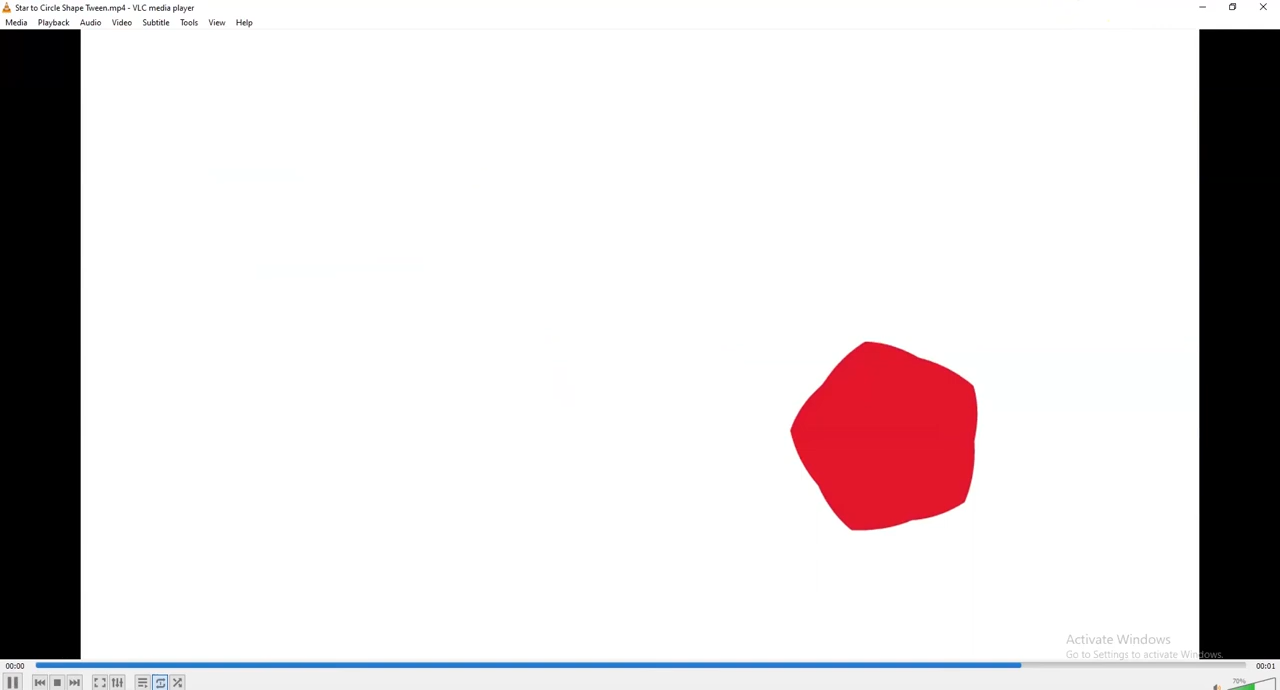 Star to Circle Shape Tween.mp4 - VLC media player
Media Playback Audio Video Subtitle Tools View Help
Activate Windows
Go to Settings to activate Windows.
00:00 00:01
70%